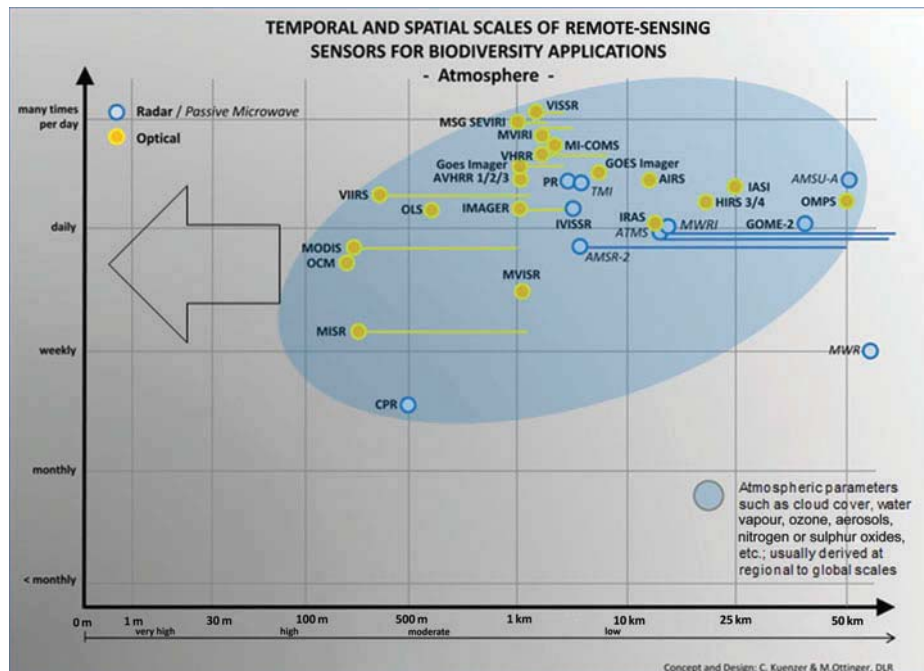 TEMPORAL AND SPATIAL SCALES OF REMOTE-SENSING
SENSORS FOR BIODIVERSITY APPLICATIONS
- Atmosphere -
many times
per day
daily
weekly
monthly
< monthly
Radar / Passive Microwave
Optical
VISSR
MSG SEVIRI
MVIRI
MI-COMS
VHRR
Goes Imager
GOES Imager
AVHRR 1/2/3
PR
TMI
AIRS
IASI
AMSU-A
VIIRS
HIRS 3/4
OMPS
OLS
IMAGER
IVISSR
IRAS
MWRI
GOME-2
ATMS
MODIS
AMSR-2
OCM
MVISR
MISR
MWR
CPR
Atmospheric parameters
such as cloud cover, water
vapour, ozone, aerosols,
nitrogen or sulphur oxides,
etc.; usually derived at
regional to global scales
0 m 1 m 30 m 100 m 500 m 1 km 10 km 25 km 50 km
very high high moderate low
Concept and Design: C. Kuenzer & M.Ottinger, DLR